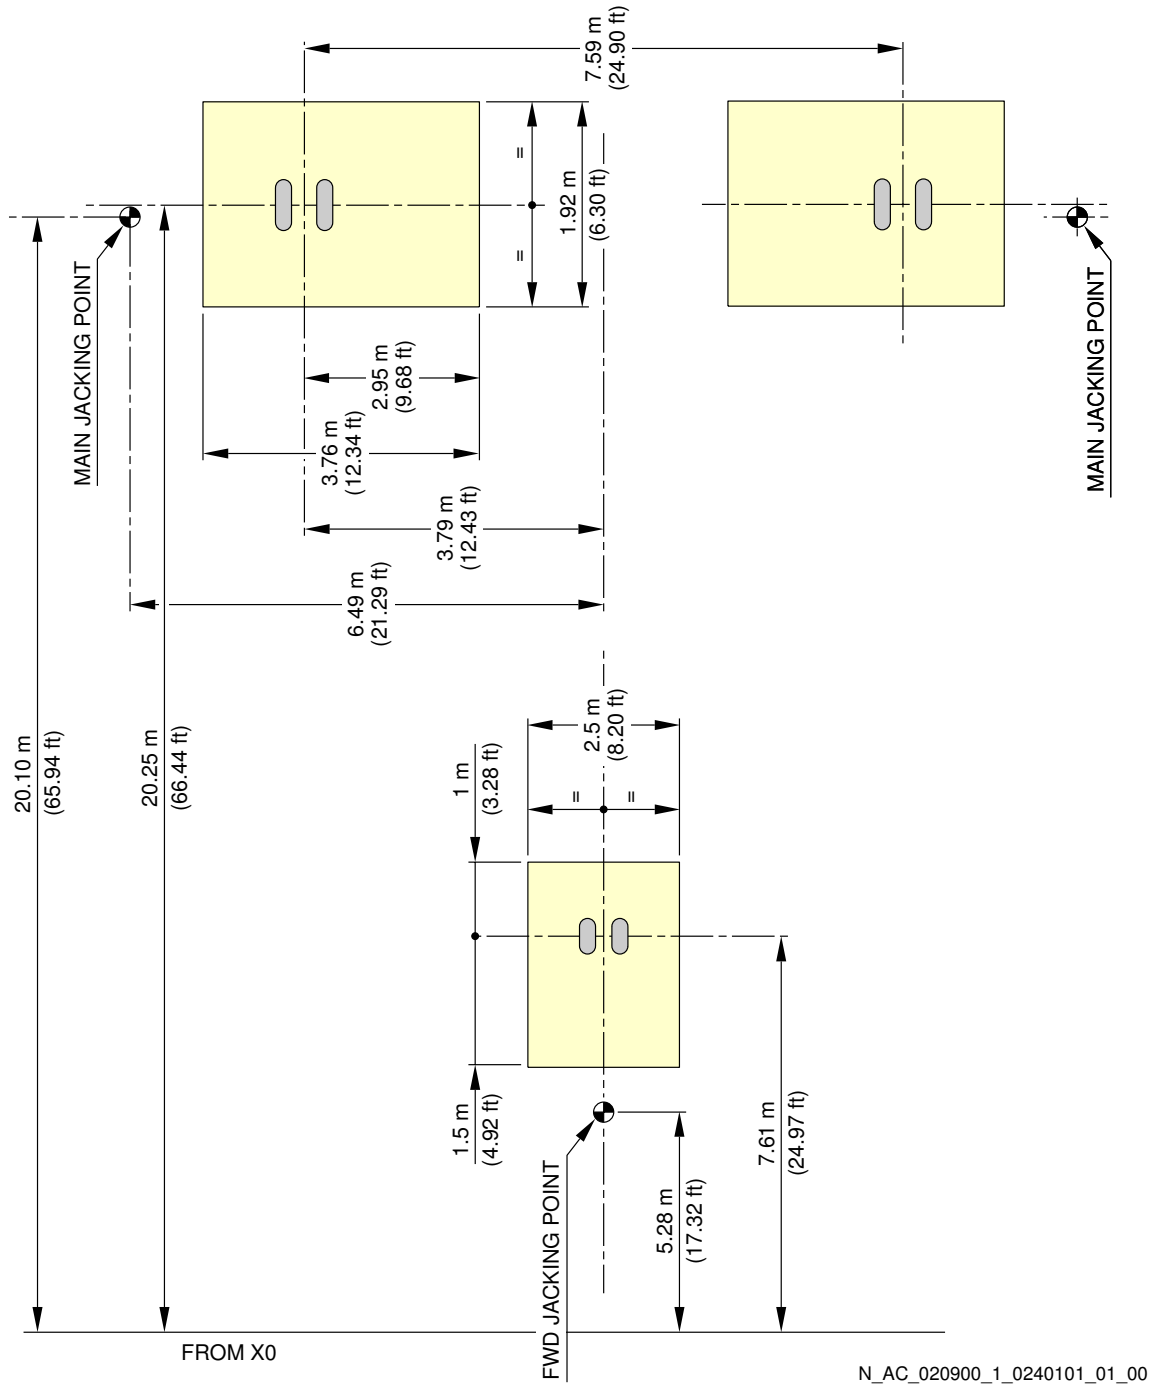 7.59 m
(24.90 ft)
=
=
1.92 m
(6.30 ft)
MAIN JACKING POINT
MAIN JACKING POINT
2.95 m
(9.68 ft)
3.76 m
(12.34 ft)
3.79 m
(12.43 ft)
6.49 m
(21.29 ft)
20.10 m
(65.94 ft)
20.25 m
(66.44 ft)
2.5 m
(8.20 ft)
=
=
1 m
(3.28 ft)
1.5 m
(4.92 ft)
7.61 m
(24.97 ft)
5.28 m
(17.32 ft)
FWD JACKING POINT
FROM X0
N_AC_020900_1_0240101_01_00